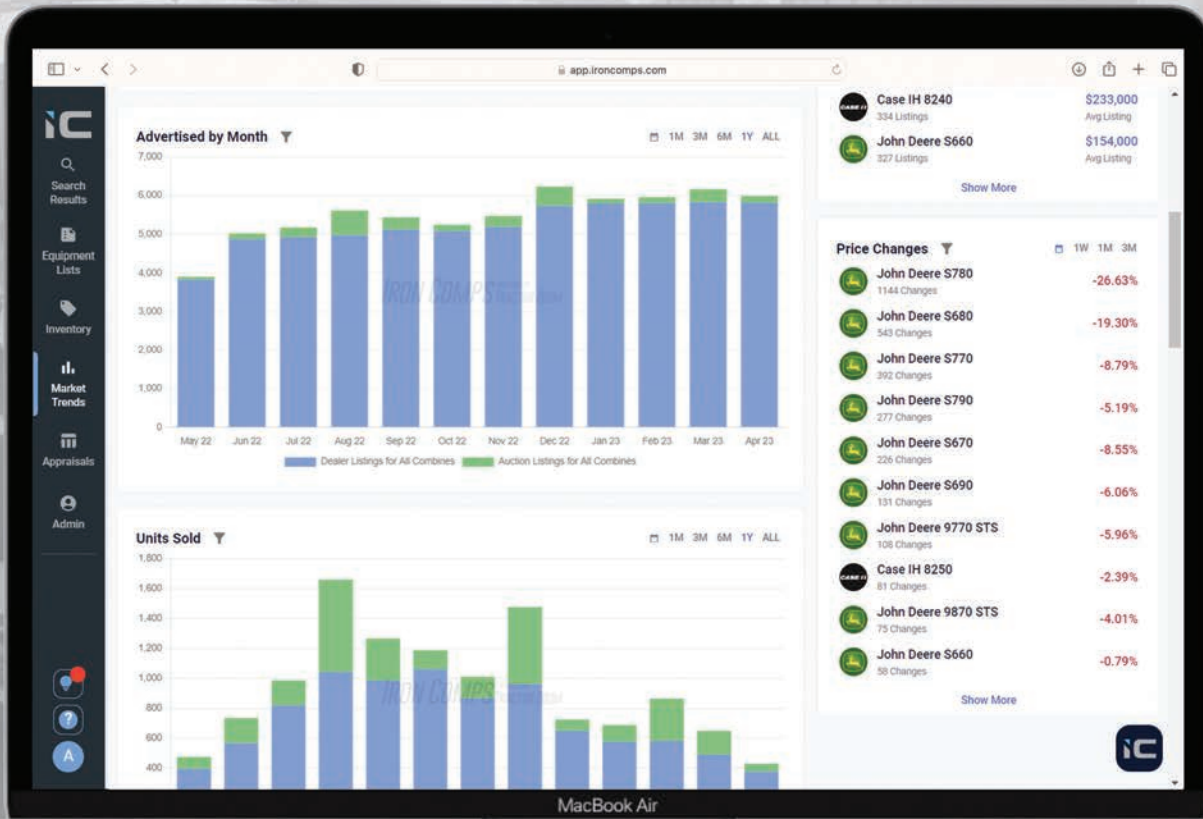 app.ironcomps.com
iC
Search
Results
Equipment
Lists
Inventory
Market
Trends
Appraisals
Admin
?
A
Advertised by Month
1M 3M 6M 1Y ALL
7,000
6,000
5,000
4,000
3,000
2,000
1,000
0
IRON COMPS
May 22 Jun 22 Jul 22 Aug 22 Sep 22 Oct 22 Nov 22 Dec 22 Jan 23 Feb 23 Mar 23 Apr 23
Dealer Listings for All Combines Auction Listings for All Combines
Units Sold
1M 3M 6M 1Y ALL
1,800
1,600
1,400
1,200
1,000
800
600
400
IRON COMPS
CASE IH
Case IH 8240 $233,000
334 Listings Avg Listing
John Deere S660 $154,000
327 Listings Avg Listing
Show More
Price Changes 1W 1M 3M
John Deere S780 -26.63%
1144 Changes
John Deere S680 -19.30%
543 Changes
John Deere S770 -8.79%
392 Changes
John Deere S790 -5.19%
277 Changes
John Deere S670 -8.55%
226 Changes
John Deere S690 -6.06%
131 Changes
John Deere 9770 STS -5.96%
108 Changes
CASE IH
Case IH 8250 -2.39%
81 Changes
John Deere 9870 STS -4.01%
75 Changes
John Deere S660 -0.79%
58 Changes
Show More
iC
MacBook Air